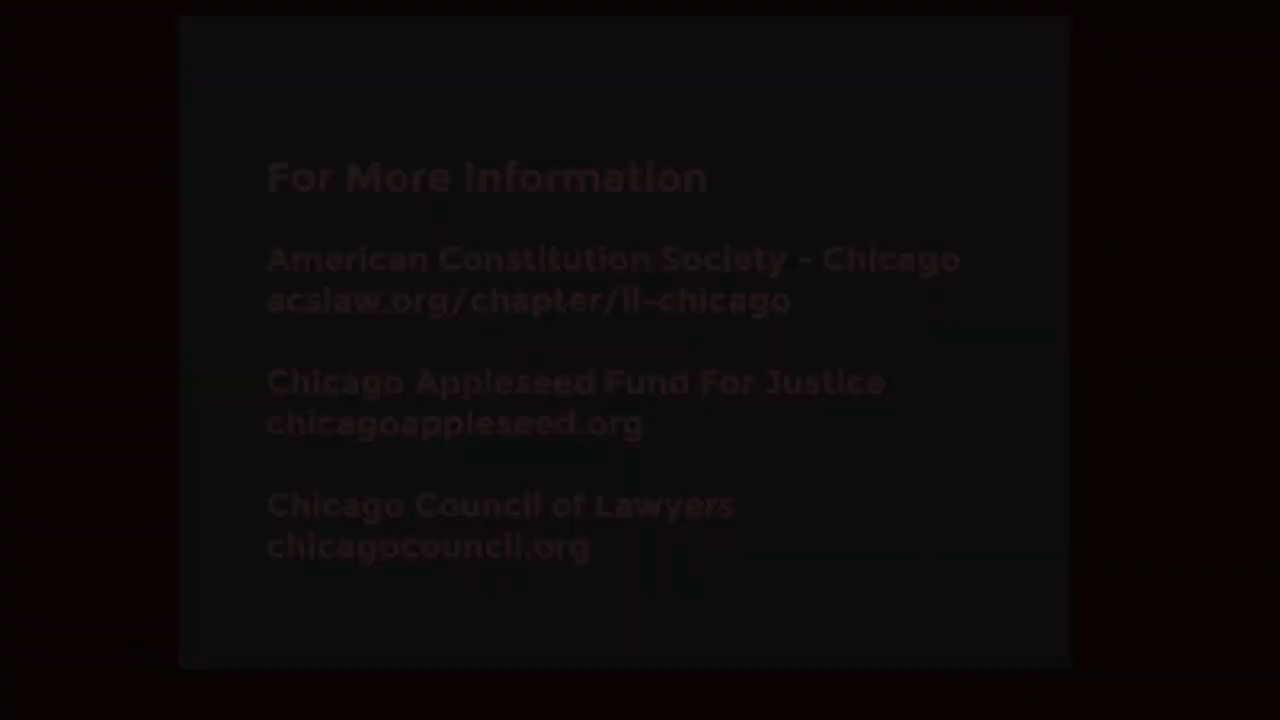 For More Information
American Constitution Society - Chicago
acslaw.org/chapter/il-chicago
Chicago Appleseed Fund For Justice
chicagoappleseed.org
Chicago Council of Lawyers
chicagocouncil.org